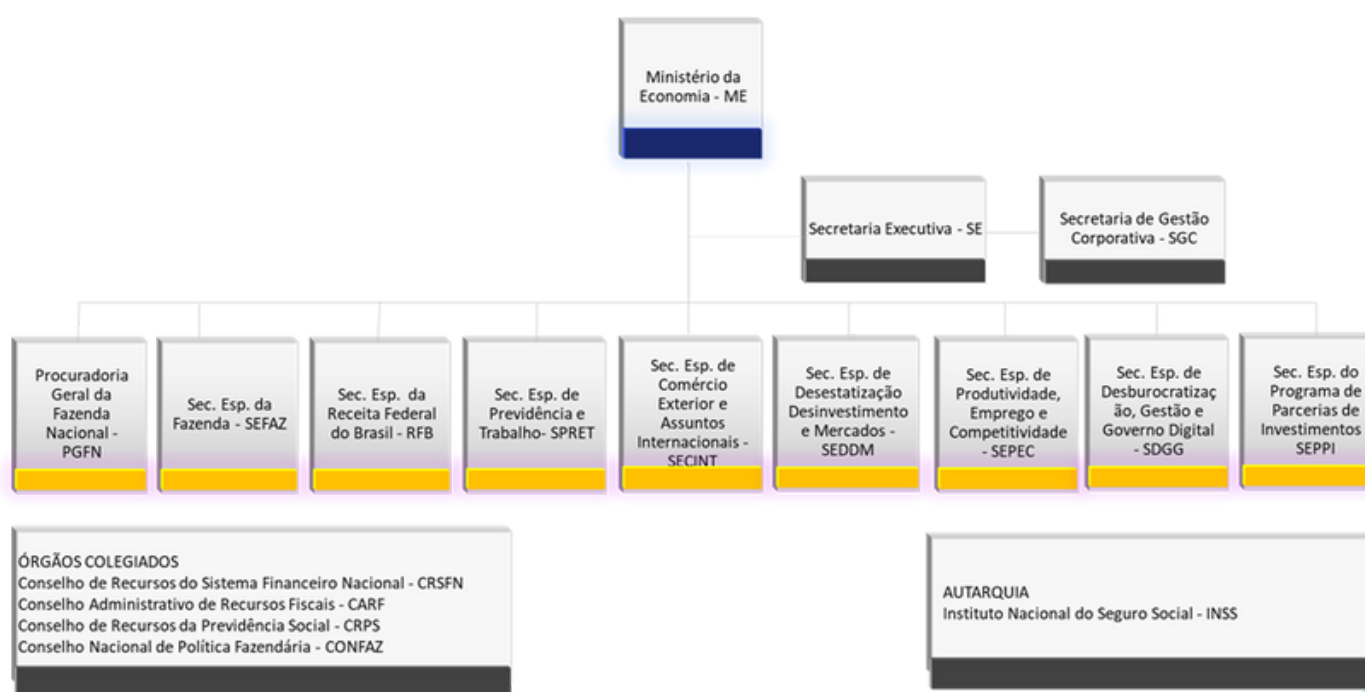 Ministério da
Economia - ME
Secretaria Executiva - SE
Secretaria de Gestão
Corporativa - SGC
Procuradoria
Geral da
Fazenda
Nacional -
PGFN
Sec. Esp. da
Fazenda - SEFAZ
Sec. Esp. da
Receita Federal
do Brasil - RFB
Sec. Esp. de
Previdência e
Trabalho- SPRET
Sec. Esp. de
Comércio
Exterior e
Assuntos
Internacionais -
SECINT
Sec. Esp. de
Desestatização
Desinvestimento
e Mercados -
SEDDM
Sec. Esp. de
Produtividade,
Emprego e
Competitividade
- SEPEC
Sec. Esp. de
Desburocratizaç
ão, Gestão e
Governo Digital
- SDGG
Sec. Esp. do
Programa de
Parcerias de
Investimentos
SEPPI
ÓRGÃOS COLEGIADOS
Conselho de Recursos do Sistema Financeiro Nacional - CRSFN
Conselho Administrativo de Recursos Fiscais - CARF
Conselho de Recursos da Previdência Social - CRPS
Conselho Nacional de Política Fazendária - CONFAZ
AUTARQUIA
Instituto Nacional do Seguro Social - INSS